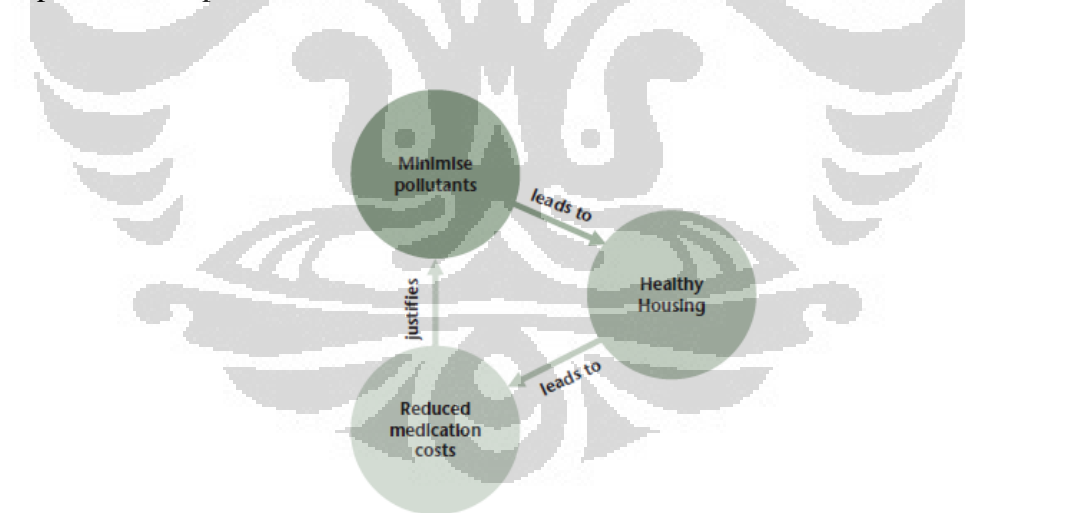 Minimise
pollutants
leads to
Healthy
Housing
leads to
Reduced
medication
costs
justifies